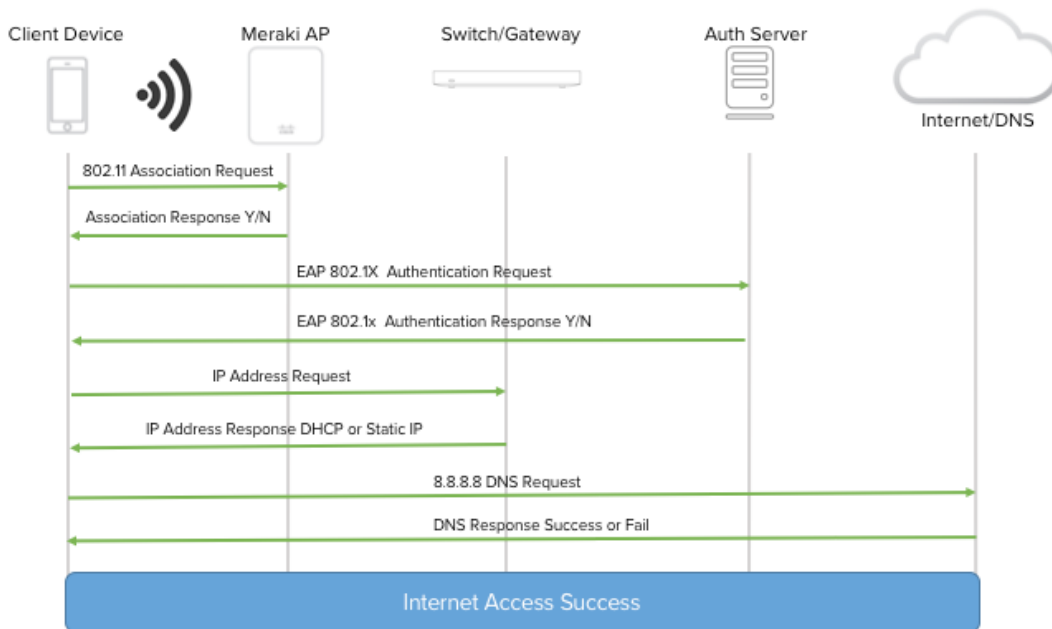 Client Device
Meraki AP
Switch/Gateway
Auth Server
Internet/DNS
802.11 Association Request
Association Response Y/N
EAP 802.1X Authentication Request
EAP 802.1x Authentication Response Y/N
IP Address Request
IP Address Response DHCP or Static IP
8.8.8.8 DNS Request
DNS Response Success or Fail
Internet Access Success